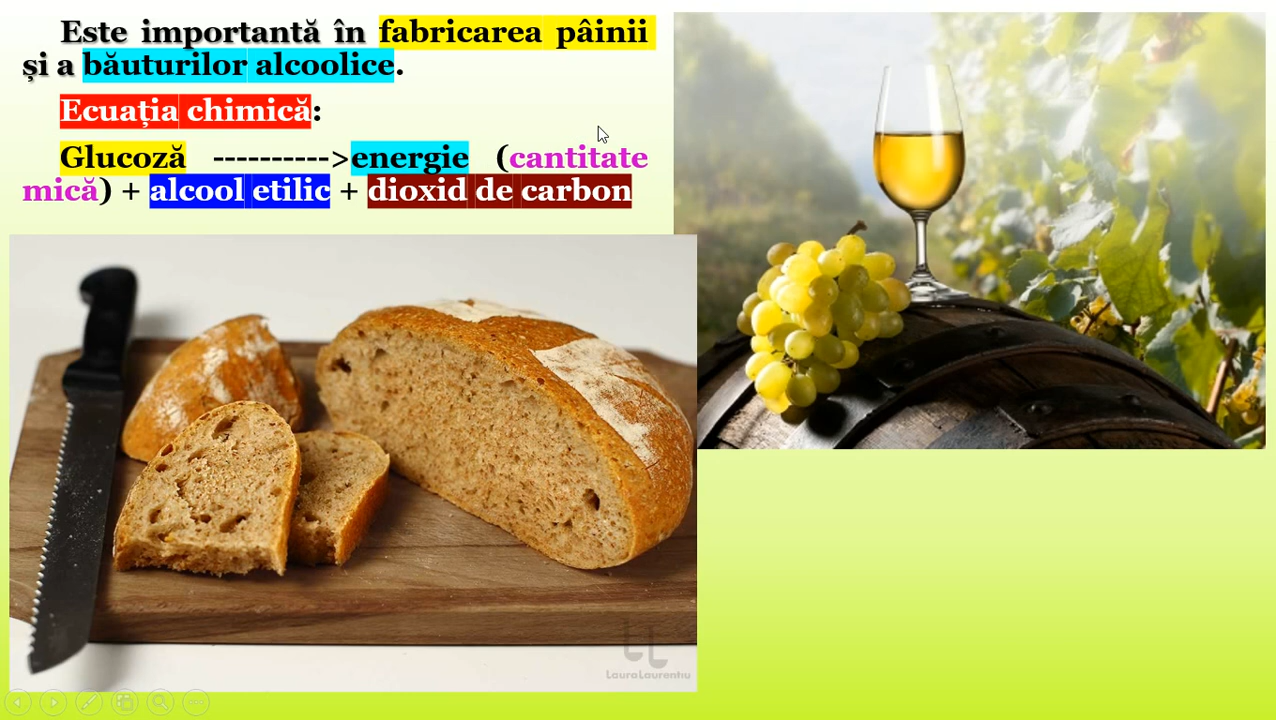 Este importantă în fabricarea pâinii
și a băuturilor alcoolice.
Ecuația chimică:
Glucoză ---------->energie (cantitate
mică) + alcool etilic + dioxid de carbon
LauraLaurentiu